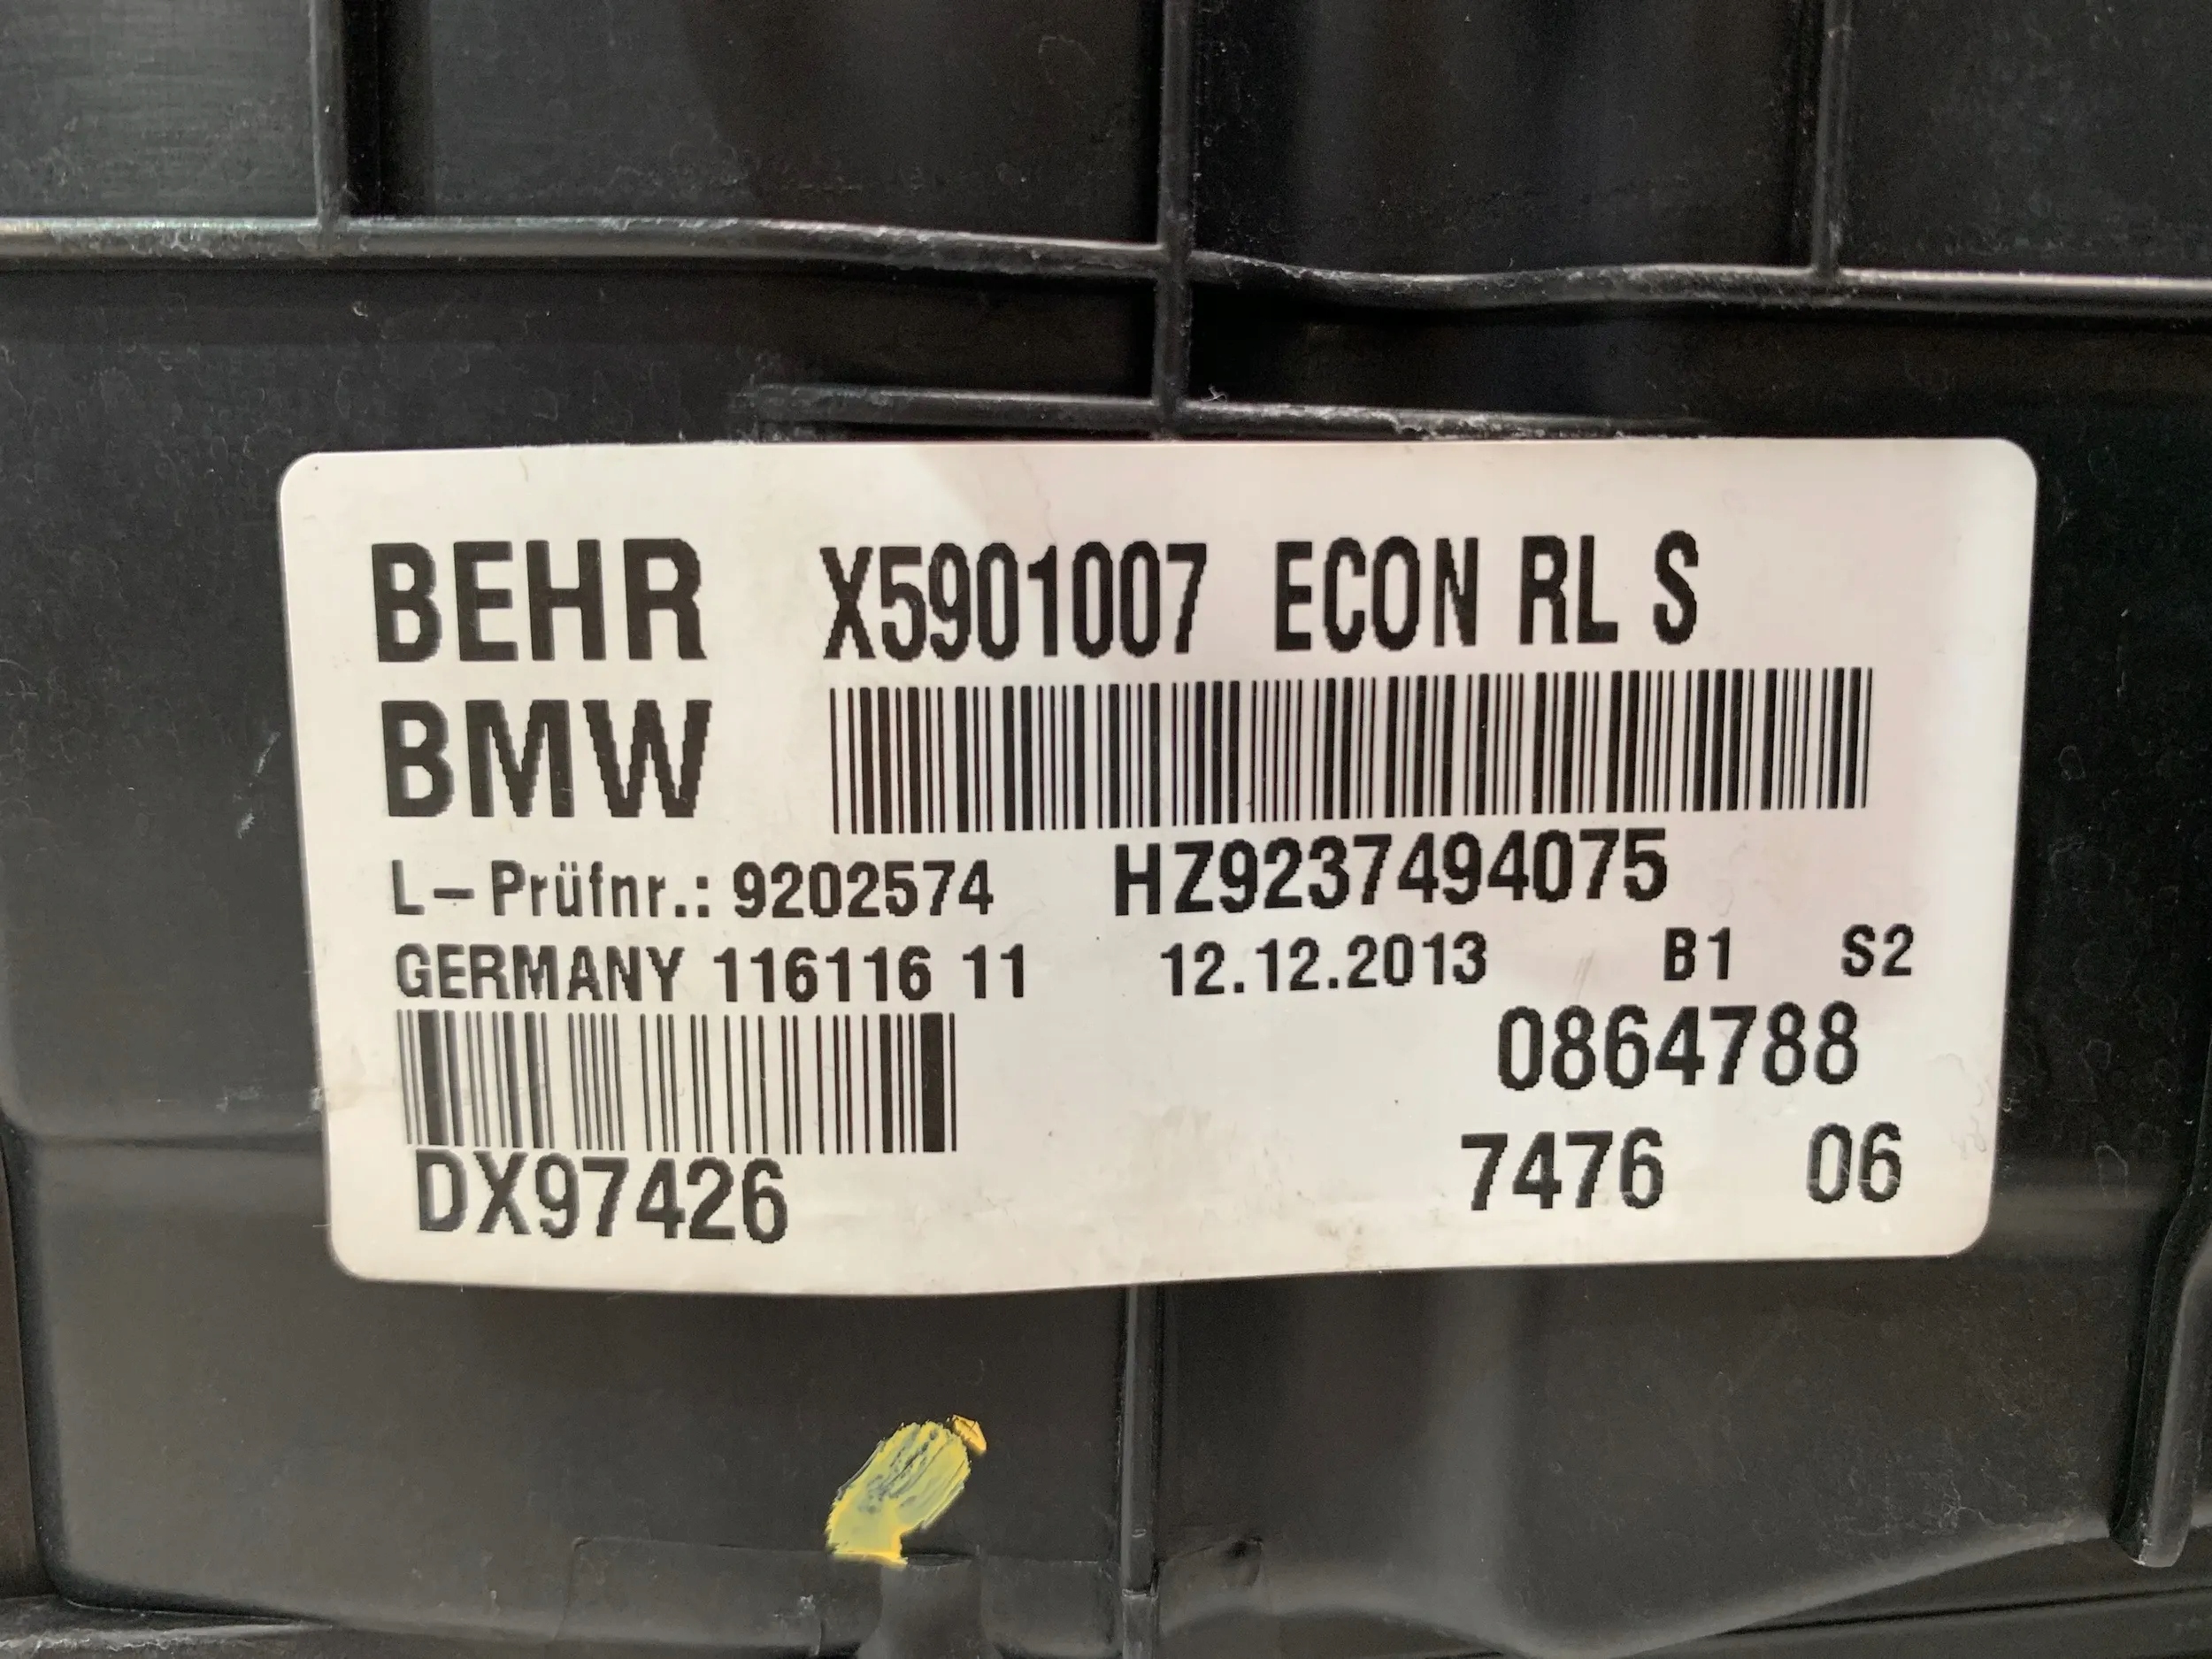 BEHR X5901007 ECON RL S
BMW
L-Prüfnr.: 9202574 HZ9237494075
GERMANY 116116 11 12.12.2013 B1 S2
0864788
DX97426 7476 06